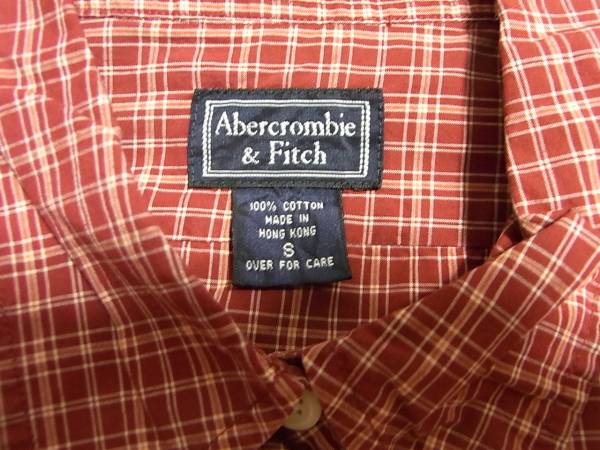 Abercrombie
& Fitch
100% COTTON
MADE IN
HONG KONG
S
OVER FOR CARE